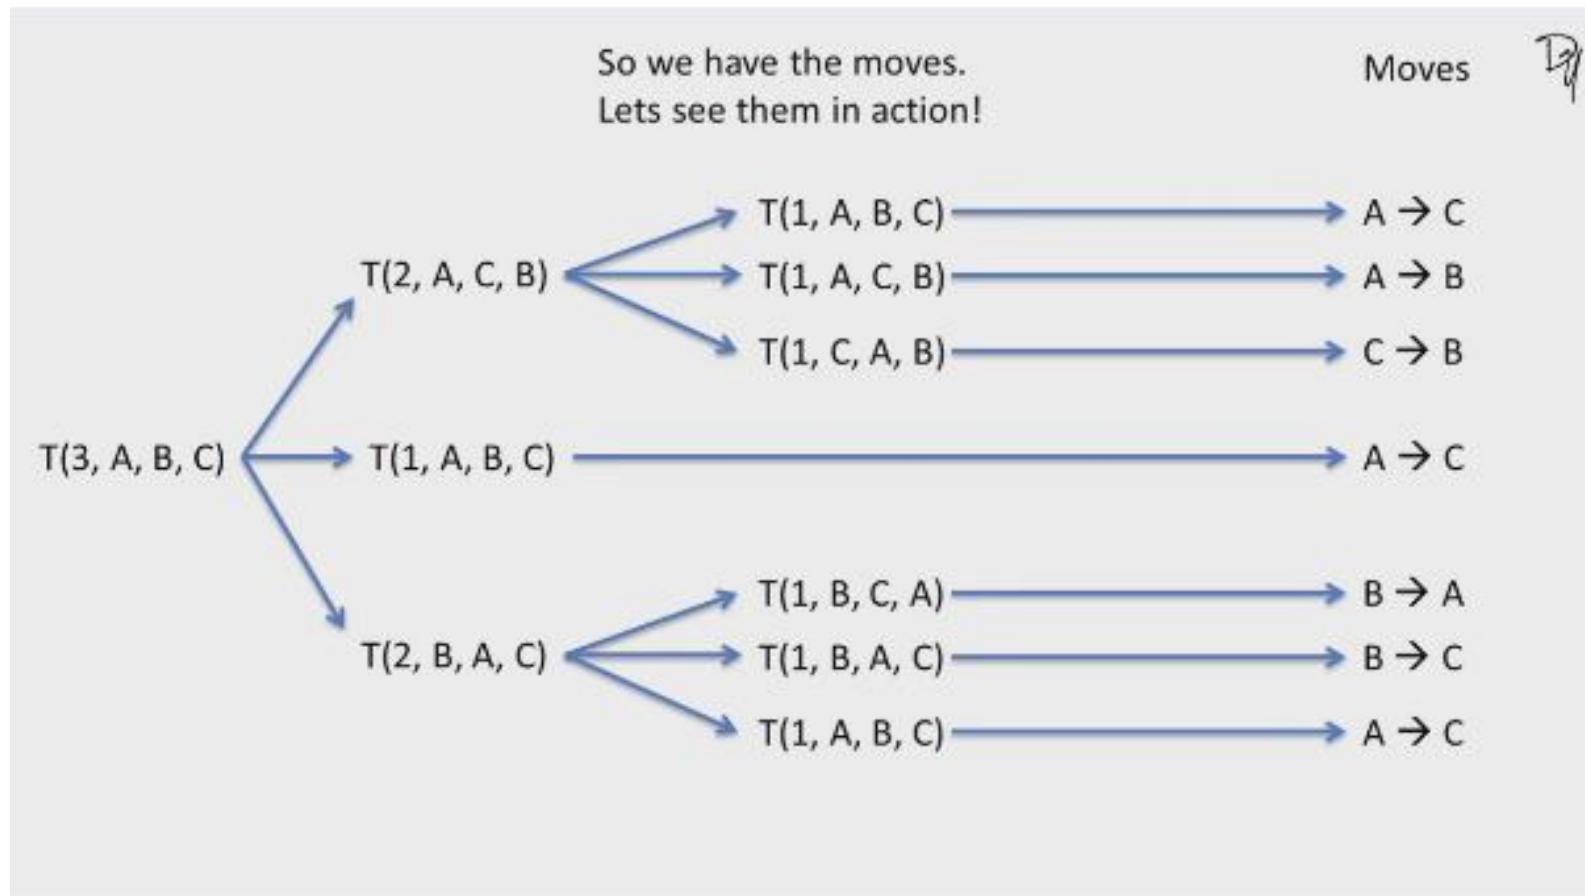 So we have the moves.
Lets see them in action!
Moves
T(1, A, B, C)
A → C
T(2, A, C, B)
T(1, A, C, B)
A → B
T(1, C, A, B)
C → B
T(3, A, B, C)
T(1, A, B, C)
A → C
T(1, B, C, A)
B → A
T(2, B, A, C)
T(1, B, A, C)
B → C
T(1, A, B, C)
A → C